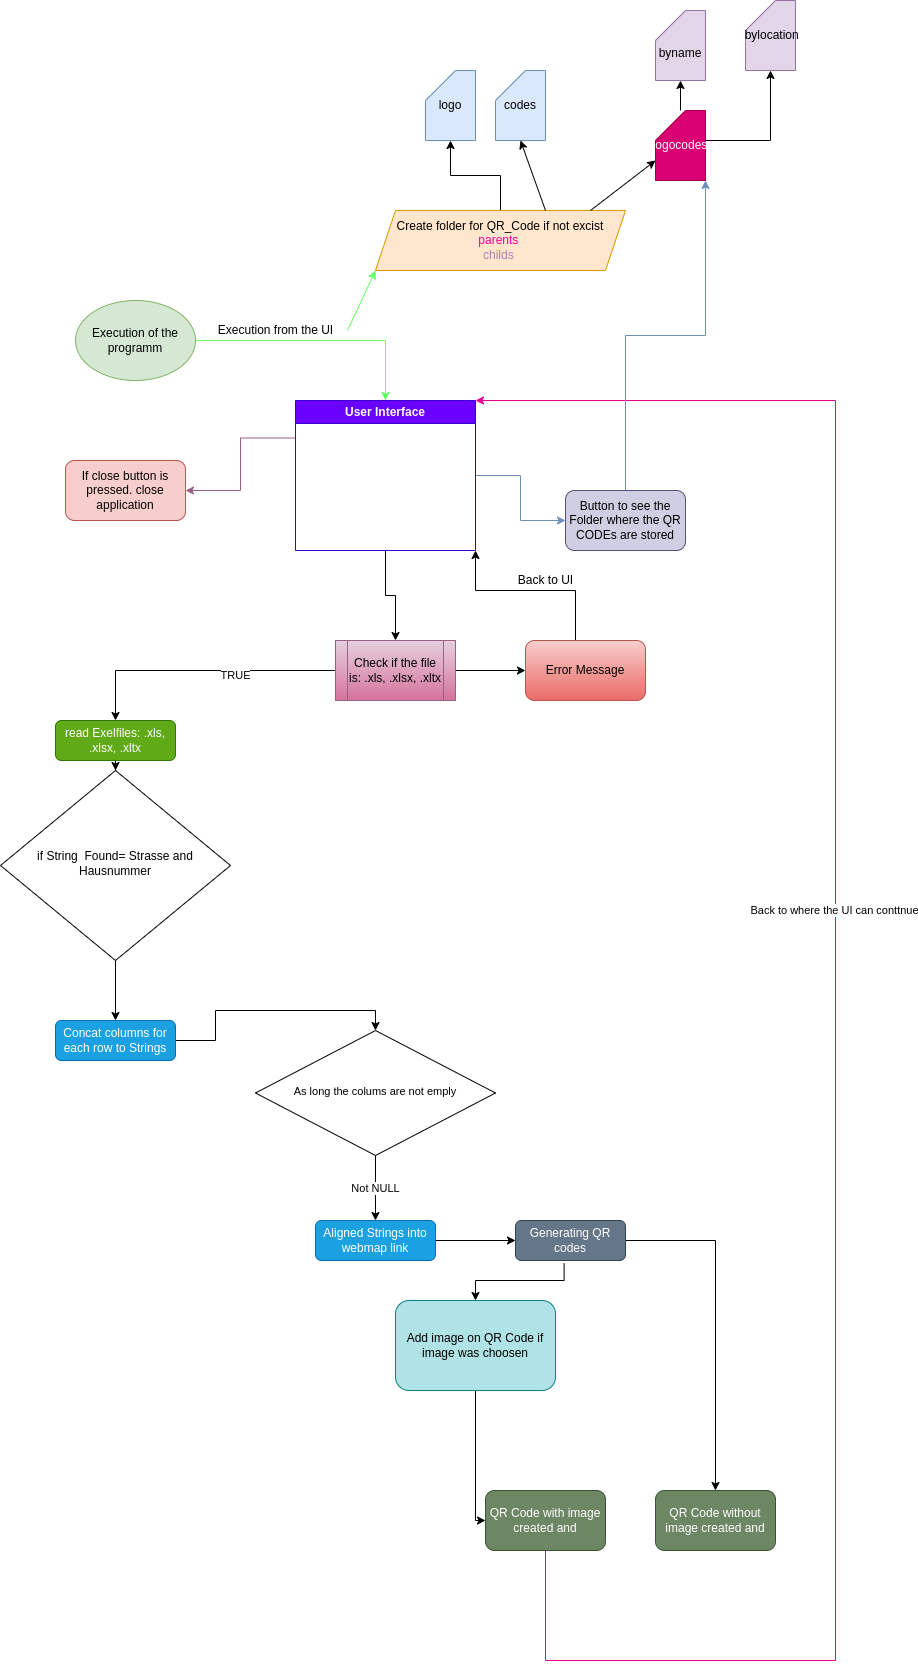 byname
bylocation
logo
codes
ogocodes
Create folder for QR_Code if not excist
parents
childs
Execution of the
programm
Execution from the UI
User Interface
If close button is
pressed. close
application
Button to see the
Folder where the QR
CODEs are stored
Back to UI
Check if the file
is: .xls, .xlsx, .xltx
Error Message
TRUE
read Exelfiles: .xls,
.xlsx, .xltx
if String Found= Strasse and
Hausnummer
Back to where the UI can conttnue
Concat columns for
each row to Strings
As long the colums are not emply
Not NULL
Aligned Strings into
webmap link
Generating QR
codes
Add image on QR Code if
image was choosen
QR Code with image
created and
QR Code without
image created and